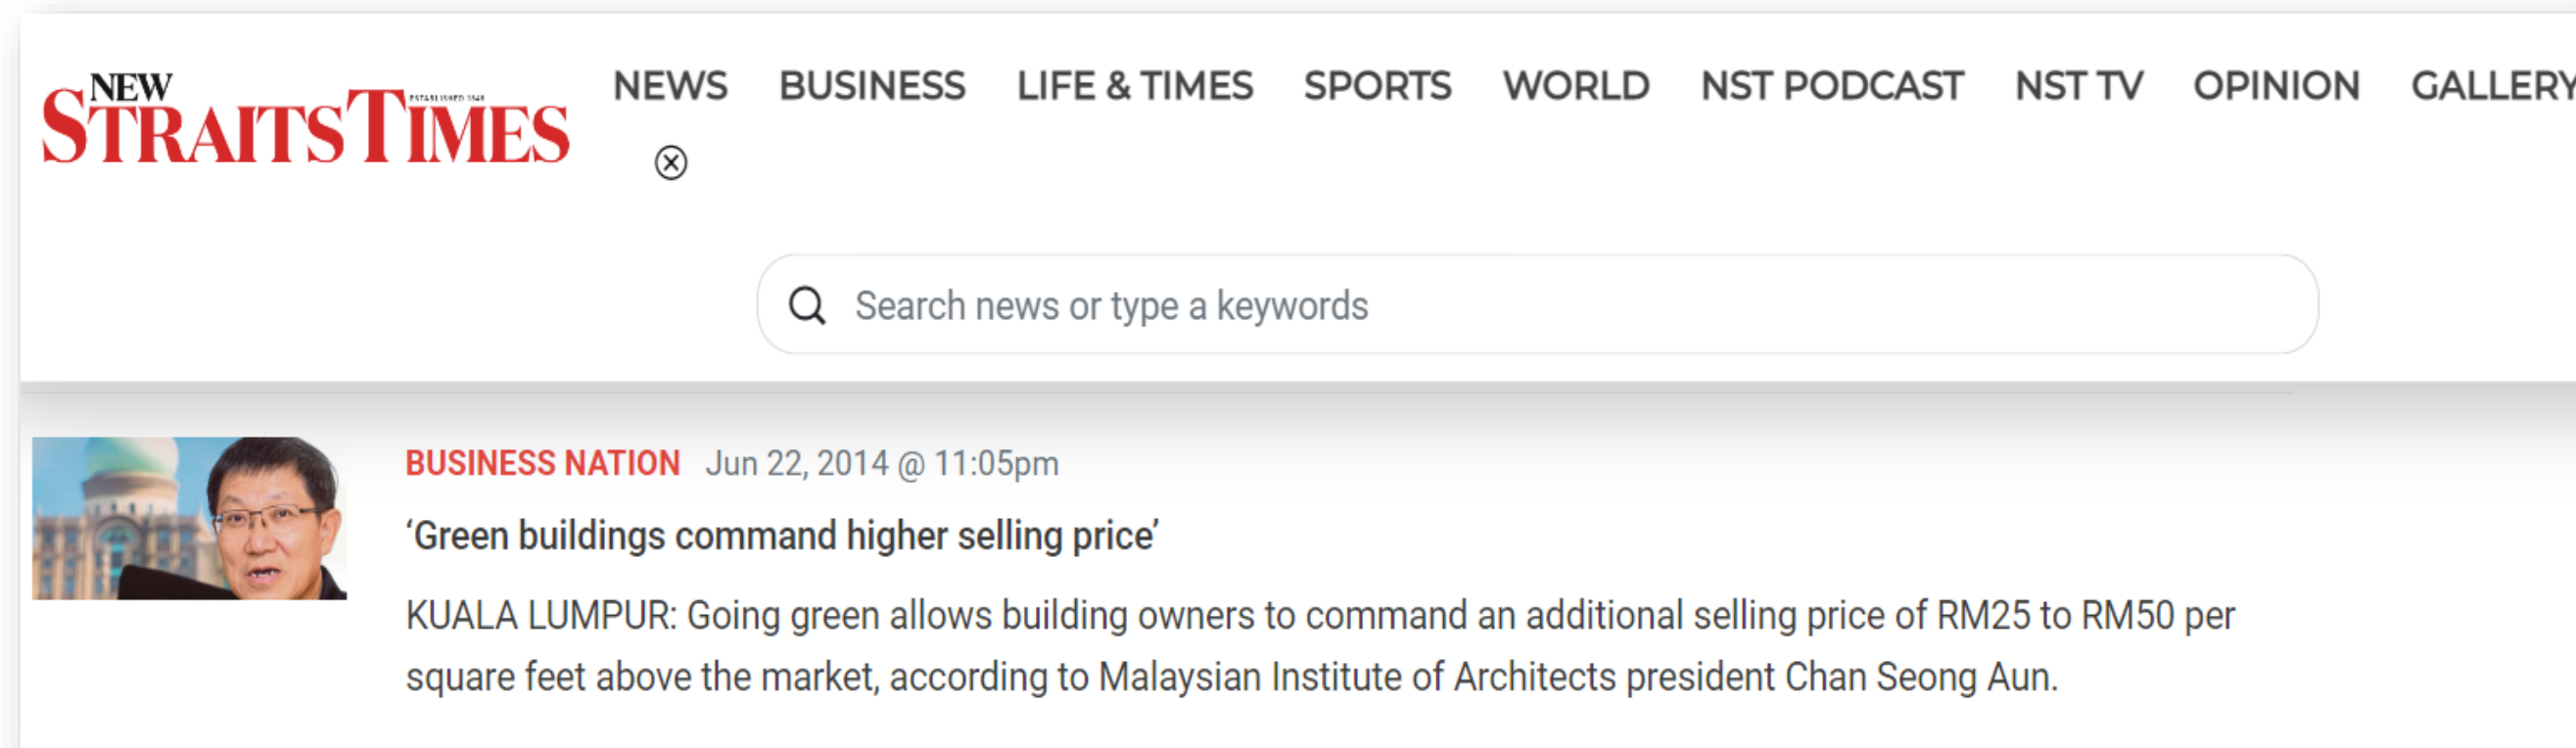 NEW
STRAITS TIMES
ESTABLISHED 1845
NEWS BUSINESS LIFE & TIMES SPORTS WORLD NST PODCAST NST TV OPINION GALLERY
Search news or type a keywords
BUSINESS NATION Jun 22, 2014 @ 11:05pm
‘Green buildings command higher selling price’
KUALA LUMPUR: Going green allows building owners to command an additional selling price of RM25 to RM50 per
square feet above the market, according to Malaysian Institute of Architects president Chan Seong Aun.